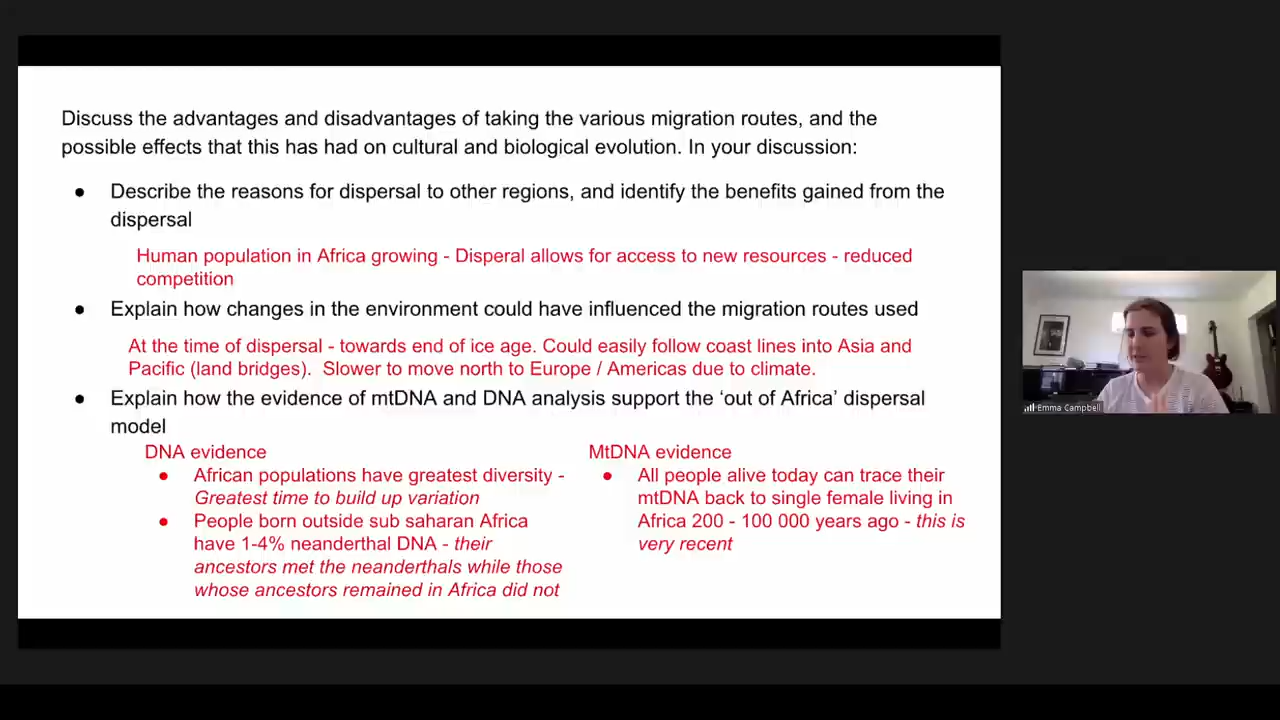 Discuss the advantages and disadvantages of taking the various migration routes, and the
possible effects that this has had on cultural and biological evolution. In your discussion:
● Describe the reasons for dispersal to other regions, and identify the benefits gained from the
dispersal
Human population in Africa growing - Disperal allows for access to new resources - reduced
competition
● Explain how changes in the environment could have influenced the migration routes used
At the time of dispersal - towards end of ice age. Could easily follow coast lines into Asia and
Pacific (land bridges). Slower to move north to Europe / Americas due to climate.
● Explain how the evidence of mtDNA and DNA analysis support the ‘out of Africa’ dispersal
model
DNA evidence
● African populations have greatest diversity -
Greatest time to build up variation
● People born outside sub saharan Africa
have 1-4% neanderthal DNA - their
ancestors met the neanderthals while those
whose ancestors remained in Africa did not
MtDNA evidence
● All people alive today can trace their
mtDNA back to single female living in
Africa 200 - 100 000 years ago - this is
very recent
Emma Campbell